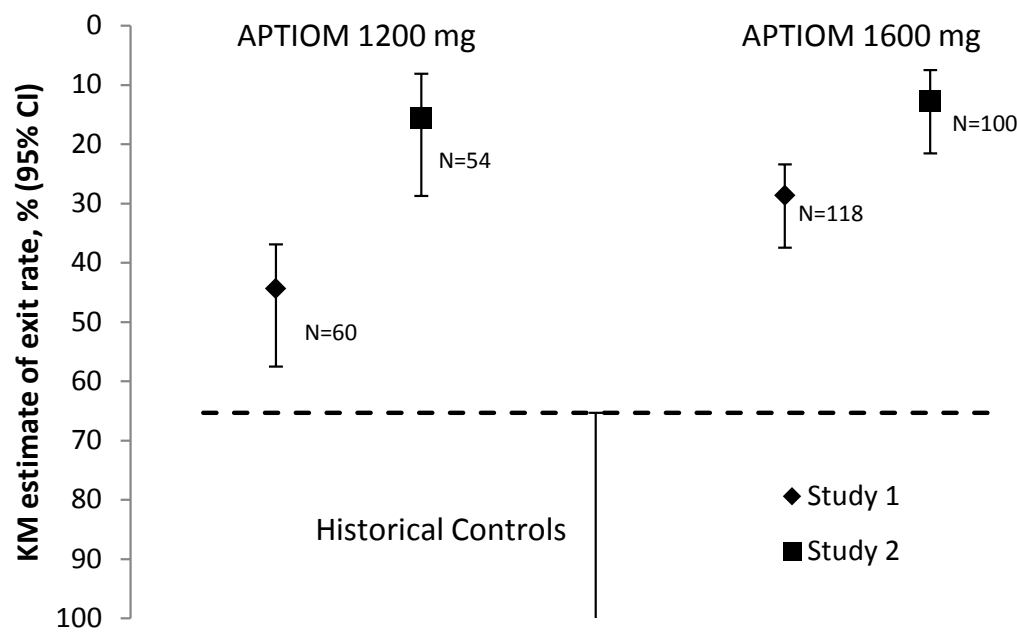 KM estimate of exit rate, % (95% CI)
0
10
20
30
40
50
60
70
80
90
100
APTIOM 1200 mg
APTIOM 1600 mg
N=54
N=100
N=118
N=60
Historical Controls
Study 1
Study 2